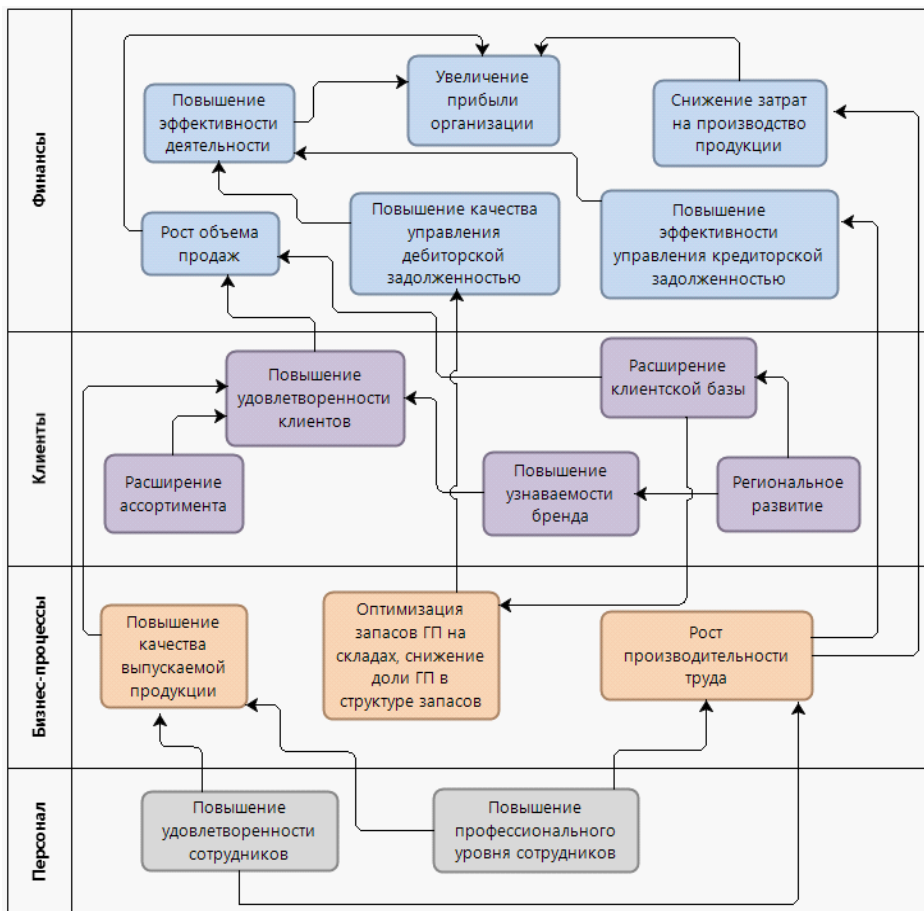 Финансы
Увеличение
прибыли
организации
Повышение
эффективности
деятельности
Снижение затрат
на производство
продукции
Рост объема
продаж
Повышение качества
управления
дебиторской
задолженностью
Повышение
эффективности
управления кредиторской
задолженностью
Клиенты
Повышение
удовлетворенности
клиентов
Расширение
клиентской базы
Расширение
ассортимента
Повышение
узнаваемости
бренда
Региональное
развитие
Бизнес-процессы
Повышение
качества
выпускаемой
продукции
Оптимизация
запасов ГП на
складах, снижение
доли ГП в
структуре запасов
Рост
производительности
труда
Персонал
Повышение
удовлетворенности
сотрудников
Повышение
профессионального
уровня сотрудников